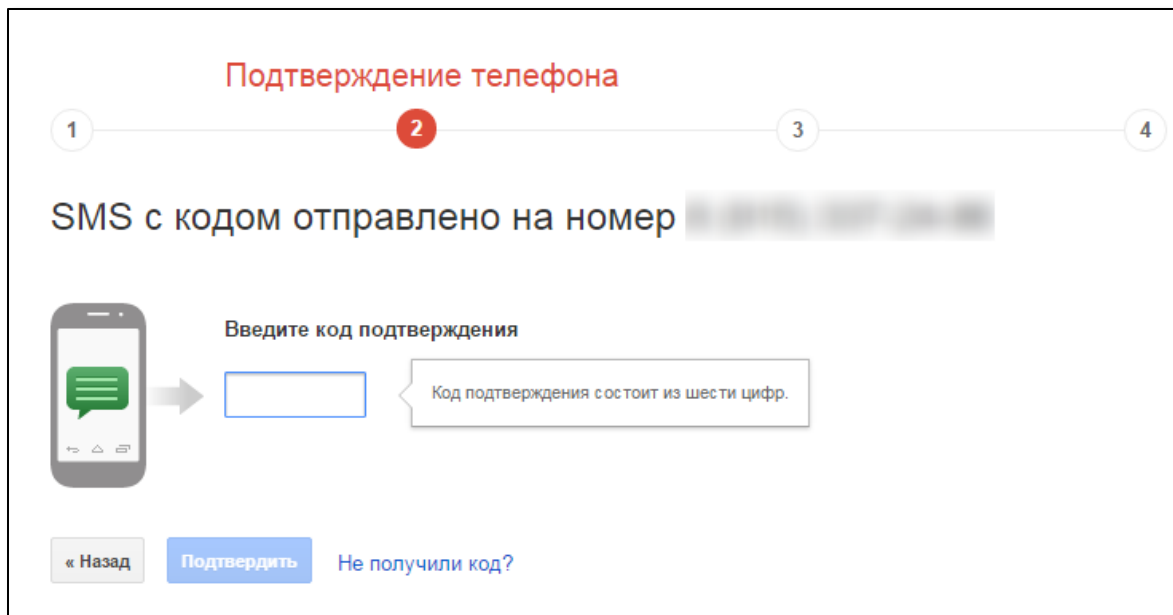 Подтверждение телефона
1 2 3 4
SMS с кодом отправлено на номер
Введите код подтверждения
Код подтверждения состоит из шести цифр.
« Назад Подтвердить Не получили код?